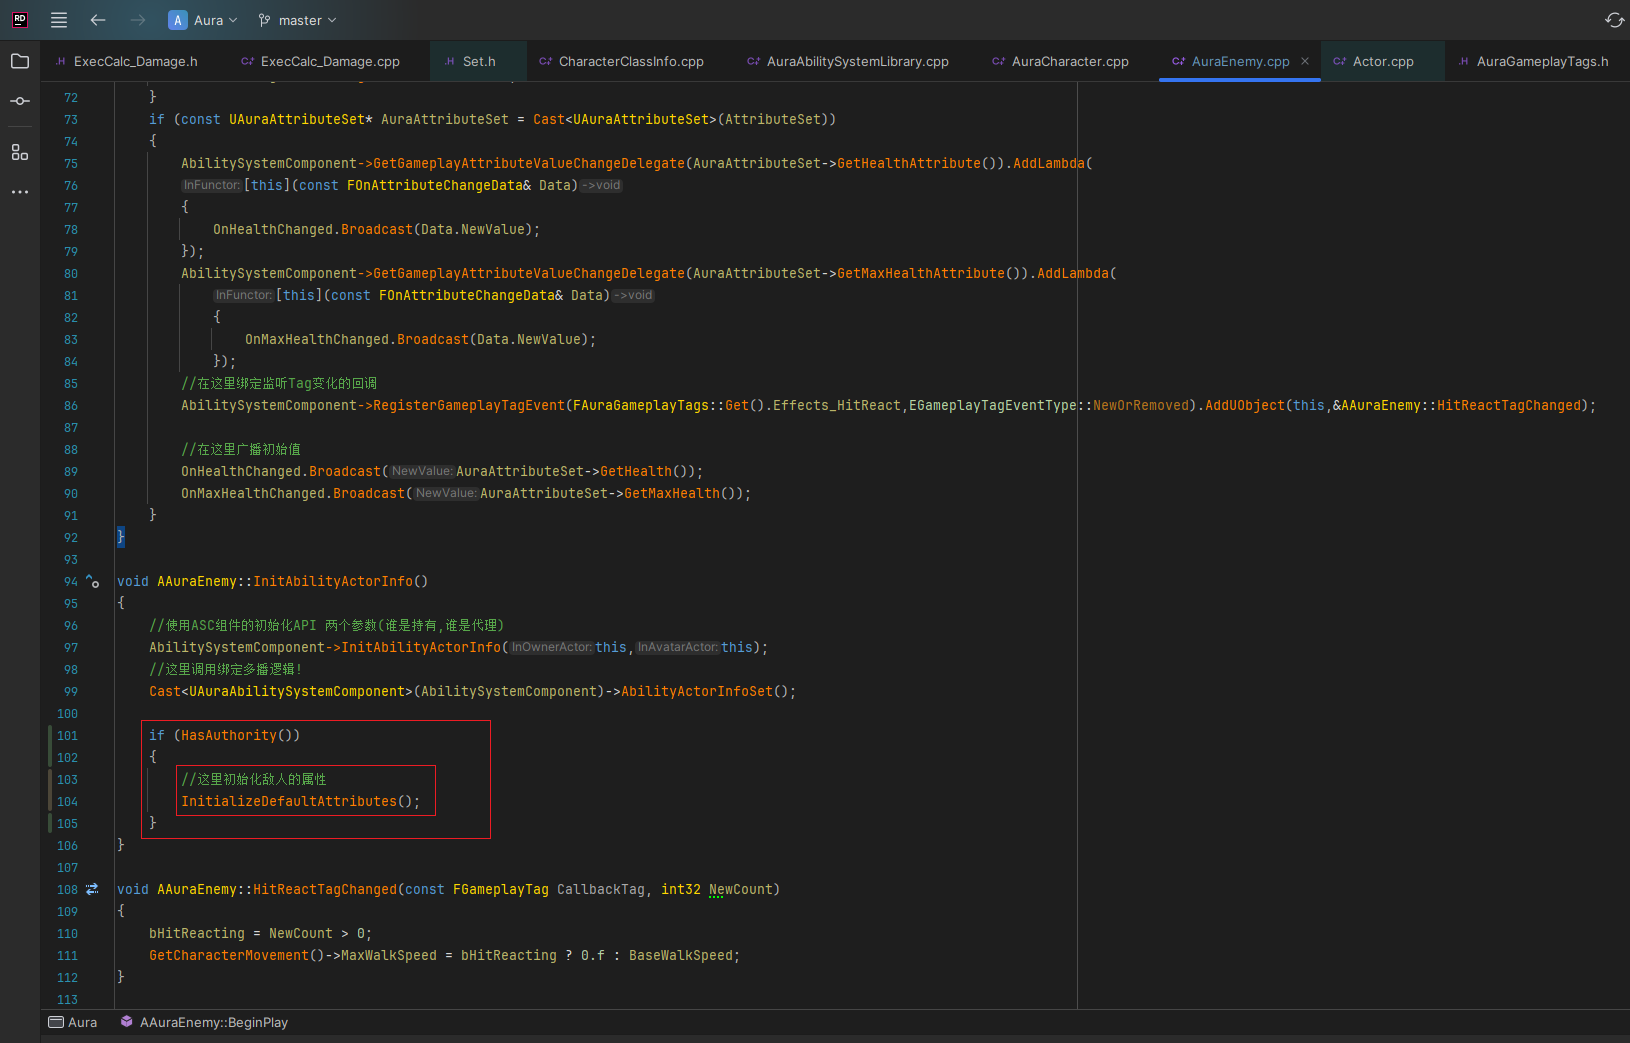 RD A Aura master
ExecCalc_Damage.h ExecCalc_Damage.cpp Set.h CharacterClassInfo.cpp AuraAbilitySystemLibrary.cpp AuraCharacter.cpp AuraEnemy.cpp Actor.cpp AuraGameplayTags.h
72 }
73 if (const UAuraAttributeSet* AuraAttributeSet = Cast<UAuraAttributeSet>(AttributeSet))
74 {
75 AbilitySystemComponent->GetGameplayAttributeValueChangeDelegate(AuraAttributeSet->GetHealthAttribute()).AddLambda(
76 InFunctor: [this](const FOnAttributeChangeData& Data) ->void
77 {
78 OnHealthChanged.Broadcast(Data.NewValue);
79 });
80 AbilitySystemComponent->GetGameplayAttributeValueChangeDelegate(AuraAttributeSet->GetMaxHealthAttribute()).AddLambda(
81 InFunctor: [this](const FOnAttributeChangeData& Data) ->void
82 {
83 OnMaxHealthChanged.Broadcast(Data.NewValue);
84 });
85 //在这里绑定监听Tag变化的回调
86 AbilitySystemComponent->RegisterGameplayTagEvent(FAuraGameplayTags::Get().Effects_HitReact,EGameplayTagEventType::NewOrRemoved).AddUObject(this,&AAuraEnemy::HitReactTagChanged);
87
88 //在这里广播初始值
89 OnHealthChanged.Broadcast( NewValue: AuraAttributeSet->GetHealth());
90 OnMaxHealthChanged.Broadcast( NewValue: AuraAttributeSet->GetMaxHealth());
91 }
92 }
93
94 void AAuraEnemy::InitAbilityActorInfo()
95 {
96 //使用ASC组件的初始化API 两个参数(谁是持有,谁是代理)
97 AbilitySystemComponent->InitAbilityActorInfo( InOwnerActor: this, InAvatarActor: this);
98 //这里调用绑定多播逻辑!
99 Cast<UAuraAbilitySystemComponent>(AbilitySystemComponent)->AbilityActorInfoSet();
100
101 if (HasAuthority())
102 {
103 //这里初始化敌人的属性
104 InitializeDefaultAttributes();
105 }
106 }
107
108 void AAuraEnemy::HitReactTagChanged(const FGameplayTag CallbackTag, int32 NewCount)
109 {
110 bHitReacting = NewCount > 0;
111 GetCharacterMovement()->MaxWalkSpeed = bHitReacting ? 0.f : BaseWalkSpeed;
112 }
113
Aura AAuraEnemy::BeginPlay